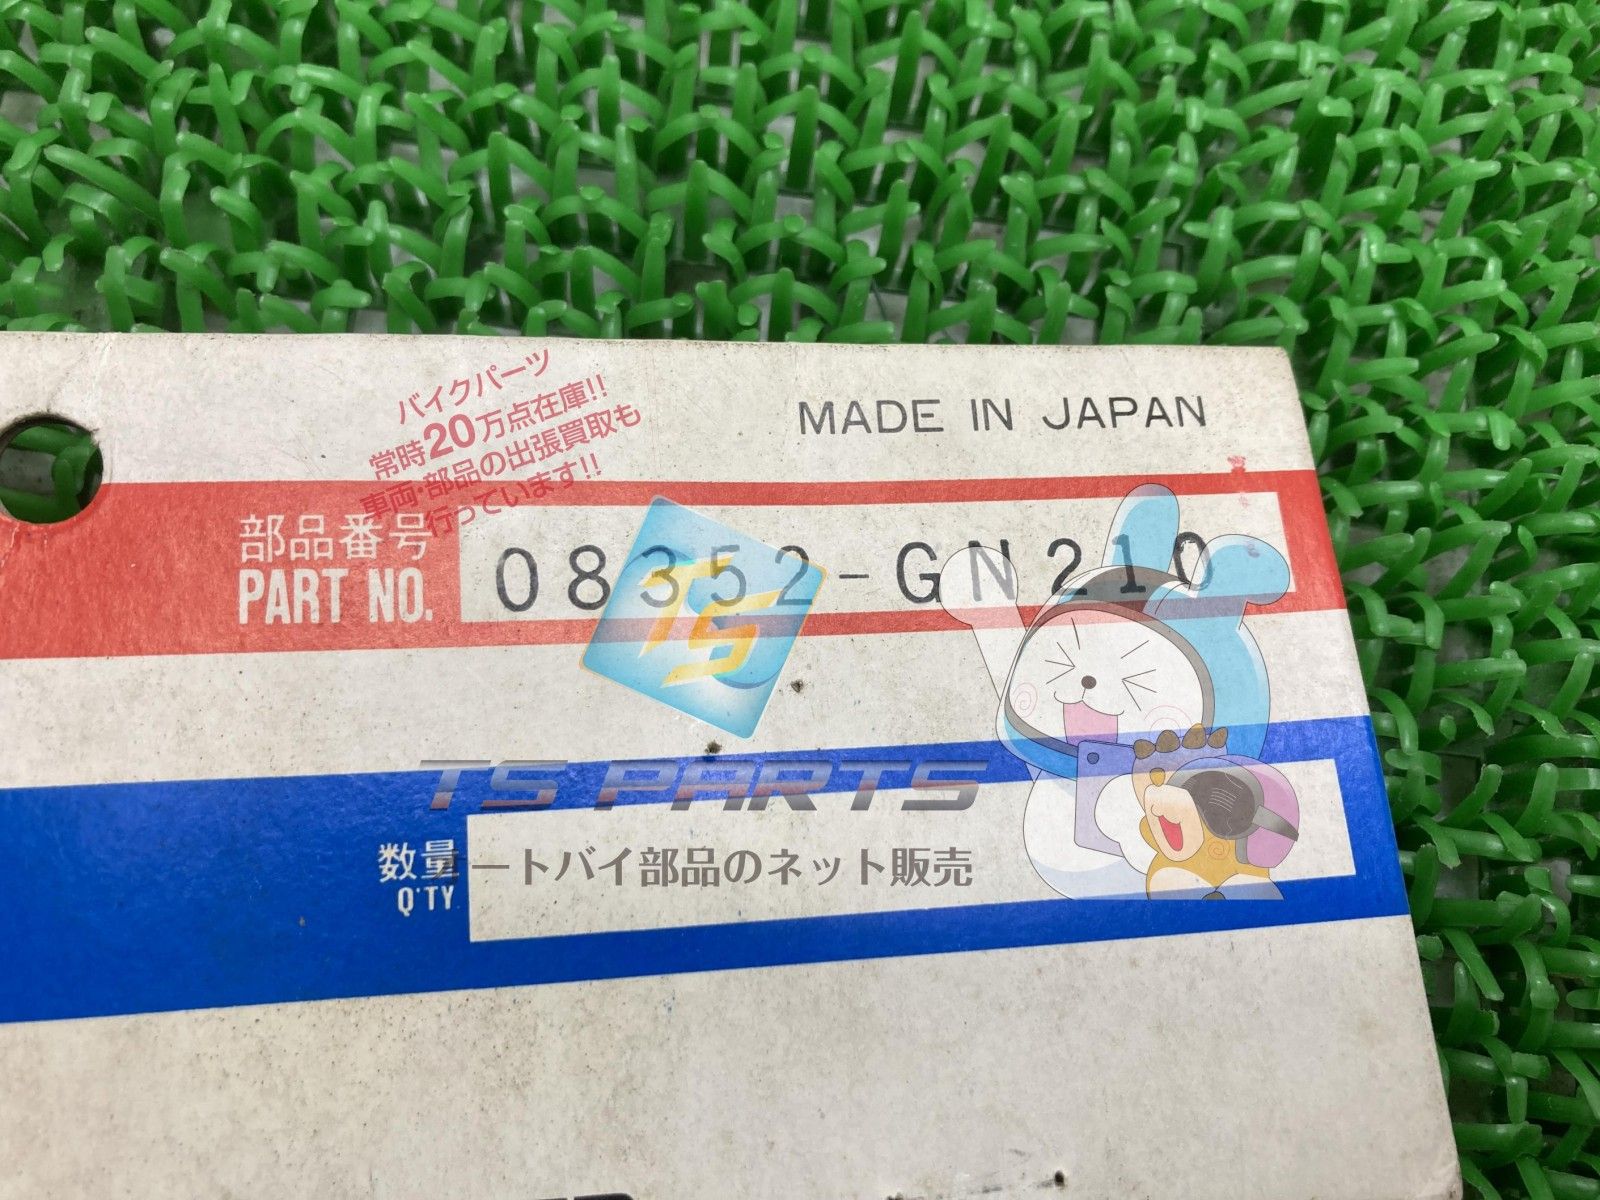 バイクパーツ
常時20万点在庫!!
車両・部品の出張買取も
行っています!!
MADE IN JAPAN
部品番号
PART NO.
08352-GN210
TS
TS PARTS
数量
Q'TY
ートバイ部品のネット販売